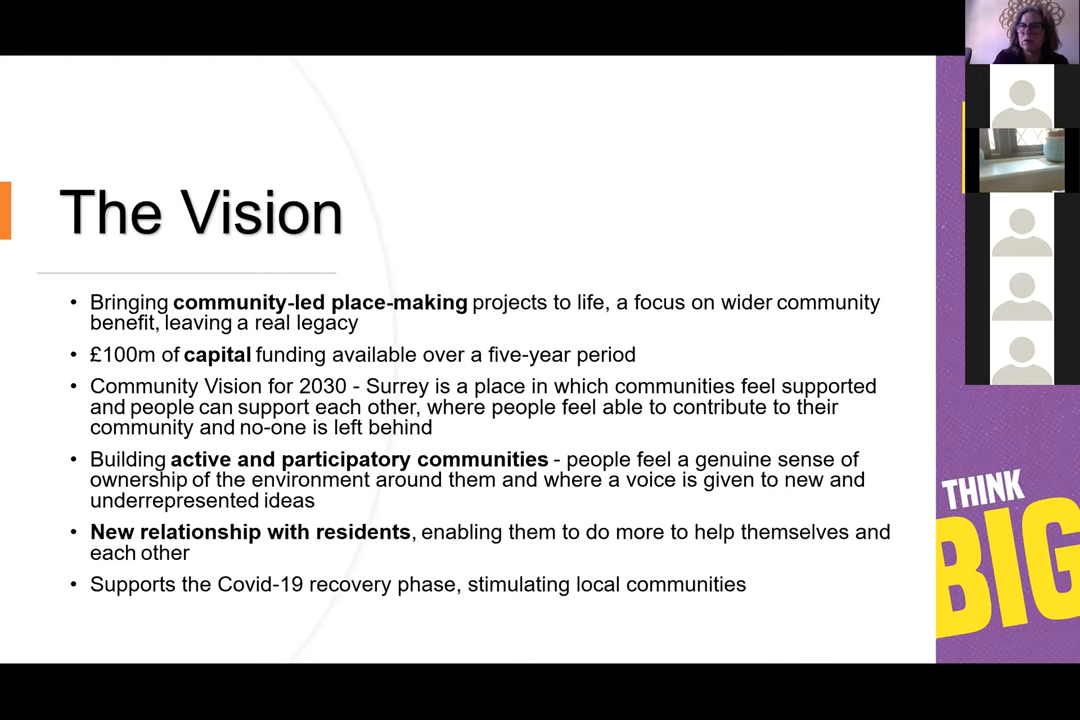 The Vision
• Bringing community-led place-making projects to life, a focus on wider community
benefit, leaving a real legacy
• £100m of capital funding available over a five-year period
• Community Vision for 2030 - Surrey is a place in which communities feel supported
and people can support each other, where people feel able to contribute to their
community and no-one is left behind
• Building active and participatory communities - people feel a genuine sense of
ownership of the environment around them and where a voice is given to new and
underrepresented ideas
• New relationship with residents, enabling them to do more to help themselves and
each other
• Supports the Covid-19 recovery phase, stimulating local communities
THINK
BIG